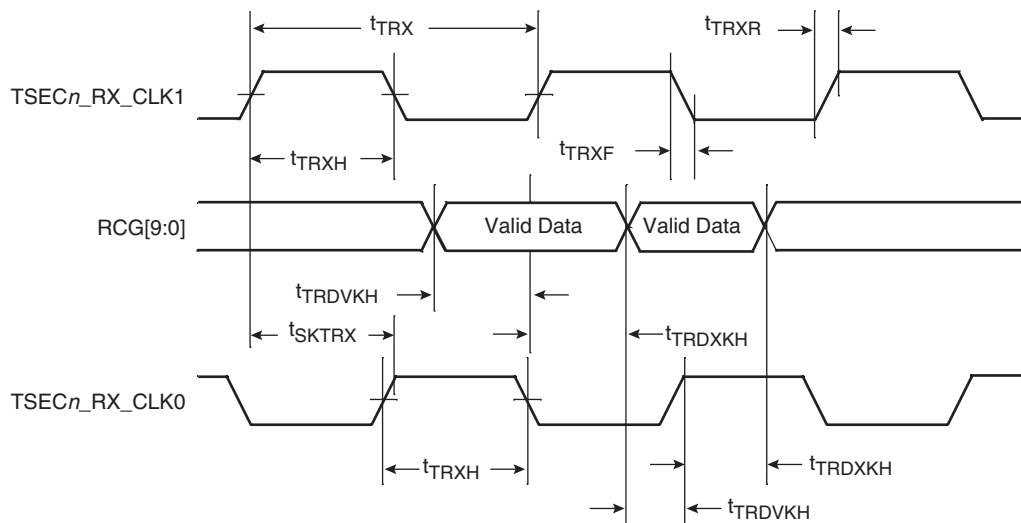 tTRX
tTRXR
TSECn_RX_CLK1
tTRXH
tTRXF
RCG[9:0]
Valid Data
Valid Data
tTRDVKH
tSKTRX
tTRDXKH
TSECn_RX_CLK0
tTRXH
tTRDXKH
tTRDVKH